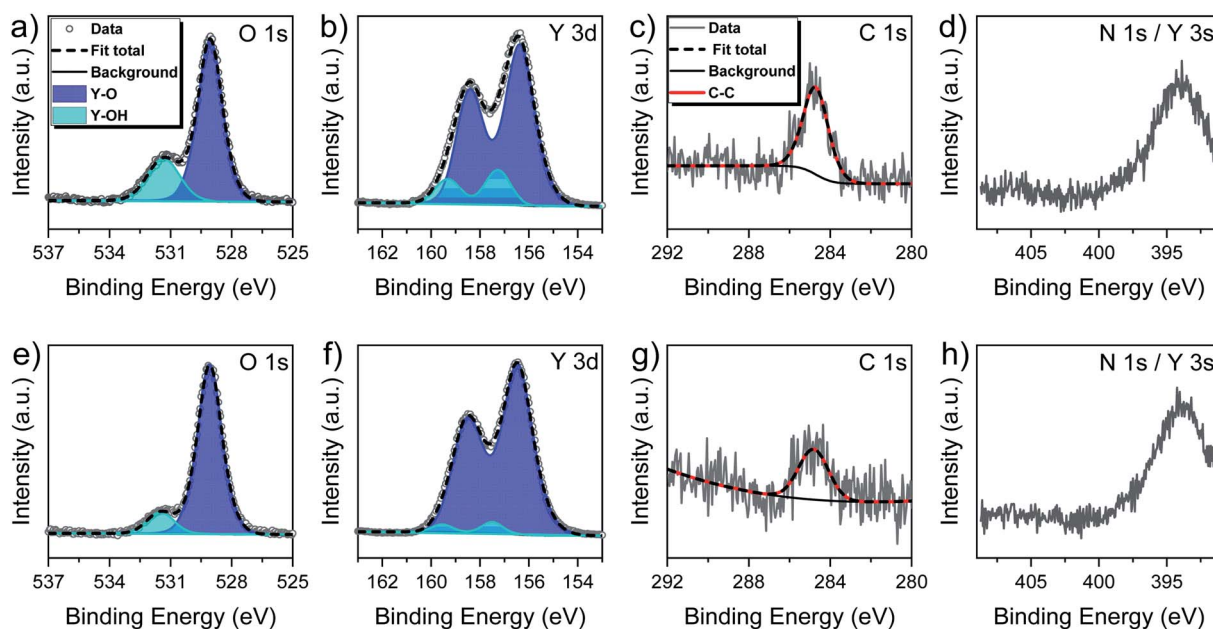 a)
O 1s
Data
Fit total
Background
Y-O
Y-OH
Intensity (a.u.)
537 534 531 528 525
Binding Energy (eV)
b)
Y 3d
Intensity (a.u.)
162 160 158 156 154
Binding Energy (eV)
c)
C 1s
Data
Fit total
Background
C-C
Intensity (a.u.)
292 288 284 280
Binding Energy (eV)
d)
N 1s / Y 3s
Intensity (a.u.)
405 400 395
Binding Energy (eV)
e)
O 1s
Intensity (a.u.)
537 534 531 528 525
Binding Energy (eV)
f)
Y 3d
Intensity (a.u.)
162 160 158 156 154
Binding Energy (eV)
g)
C 1s
Intensity (a.u.)
292 288 284 280
Binding Energy (eV)
h)
N 1s / Y 3s
Intensity (a.u.)
405 400 395
Binding Energy (eV)